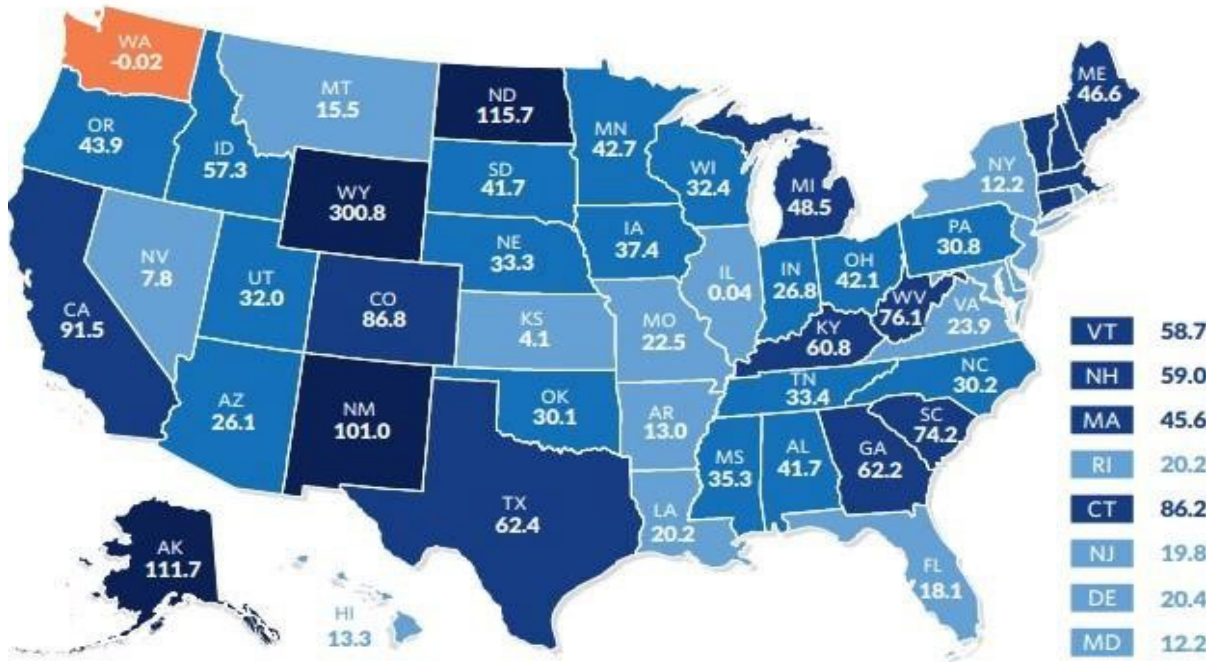 WA
-0.02
MT
15.5
ND
115.7
ME
46.6
OR
43.9
ID
57.3
MN
42.7
WI
32.4
NY
12.2
SD
41.7
WY
300.8
MI
48.5
IA
37.4
PA
30.8
NE
33.3
NV
7.8
UT
32.0
IL
0.04
IN
26.8
OH
42.1
CA
91.5
CO
86.8
WV
76.1
VA
23.9
KS
4.1
MO
22.5
KY
60.8
VT 58.7
NH 59.0
NC
30.2
TN
33.4
AZ
26.1
NM
101.0
OK
30.1
AR
13.0
SC
74.2
MA 45.6
MS
35.3
AL
41.7
GA
62.2
RI 20.2
TX
62.4
LA
20.2
CT 86.2
AK
111.7
FL
18.1
NJ 19.8
HI
13.3
DE 20.4
MD 12.2